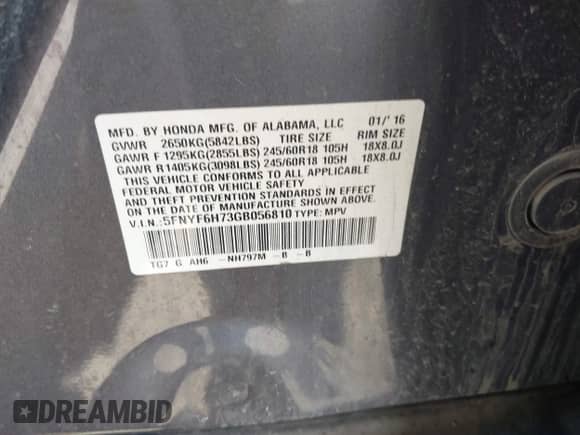 MFD. BY HONDA MFG. OF ALABAMA, LLC 01/'16
GVWR 2650KG(5842LBS) TIRE SIZE RIM SIZE
GAWR F 1295KG(2855LBS) 245/60R18 105H 18X8.0J
GAWR R 1405KG(3098LBS) 245/60R18 105H 18X8.0J
THIS VEHICLE CONFORMS TO ALL APPLICABLE
FEDERAL MOTOR VEHICLE SAFETY
AND THEFT PREVENTION STANDARDS IN EFFECT
ON THE DATE OF MANUFACTURE SHOWN ABOVE.
V.I.N.: 5FNYF6H73GB056810 TYPE: MPV
TG7 G AH6 -NH797M -B -B
DREAMBID